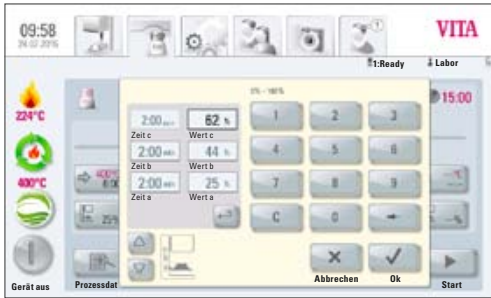 09:58
24.02.2016
VITA
1:Ready
Labor
224°C
400°C
15:00
0% - 100%
2:00 min
62 %
Zeit c
Wert c
2:00 min
44 %
Zeit b
Wert b
2:00 min
25 %
Zeit a
Wert a
1 2 3
4 5 6
7 8 9
C 0
Abbrechen
Ok
Gerät aus
Prozessdat
Start